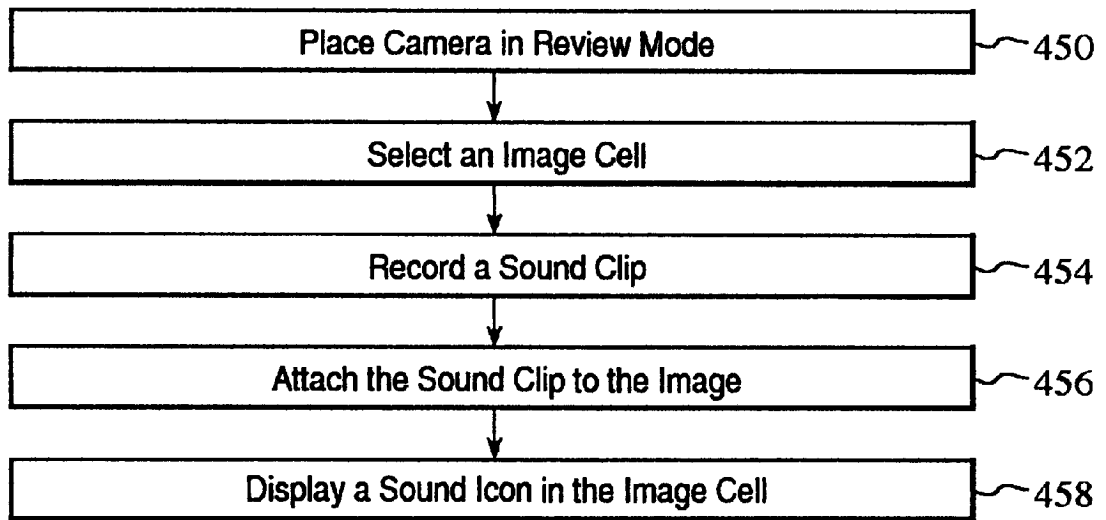 Place Camera in Review Mode 450
Select an Image Cell 452
Record a Sound Clip 454
Attach the Sound Clip to the Image 456
Display a Sound Icon in the Image Cell 458